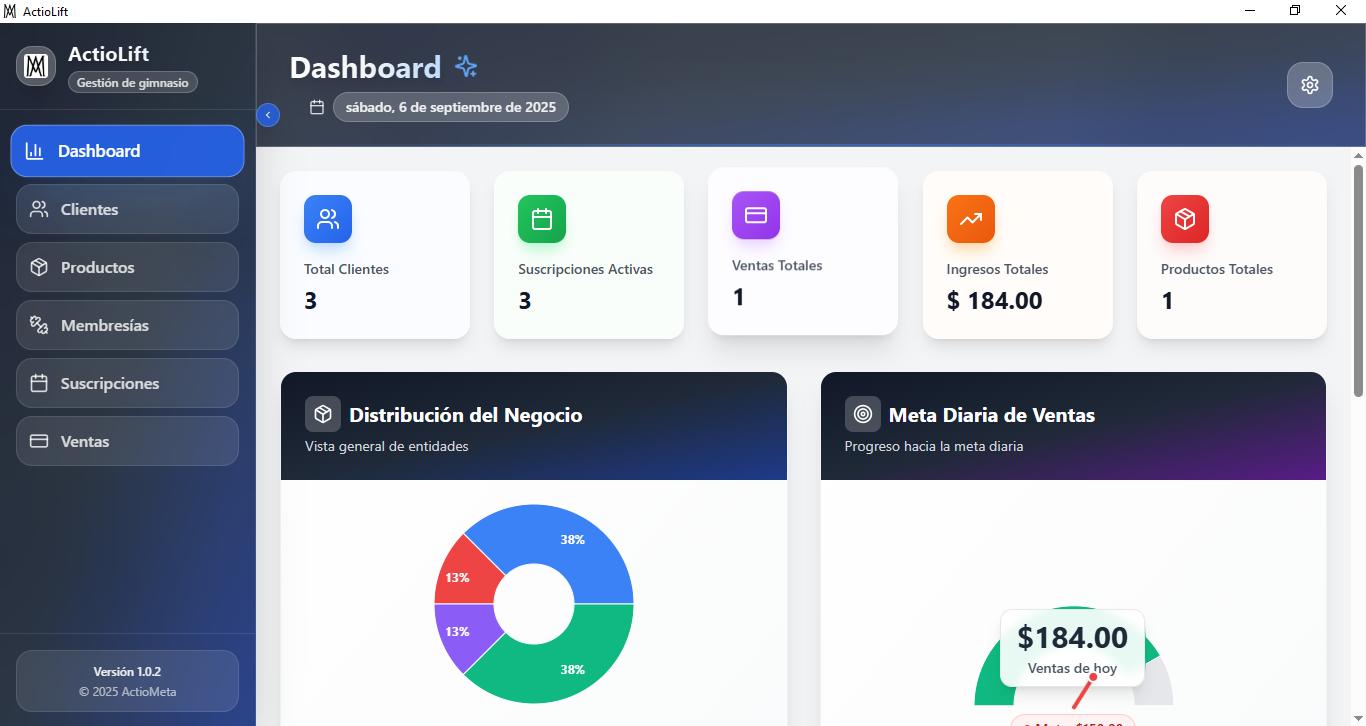 ActioLift
ActioLift
Gestión de gimnasio
Dashboard
Clientes
Productos
Membresías
Suscripciones
Ventas
Versión 1.0.2
© 2025 ActioMeta
Dashboard
sábado, 6 de septiembre de 2025
Total Clientes
3
Suscripciones Activas
3
Ventas Totales
1
Ingresos Totales
$ 184.00
Productos Totales
1
Distribución del Negocio
Vista general de entidades
38%
13%
13%
38%
Meta Diaria de Ventas
Progreso hacia la meta diaria
$184.00
Ventas de hoy